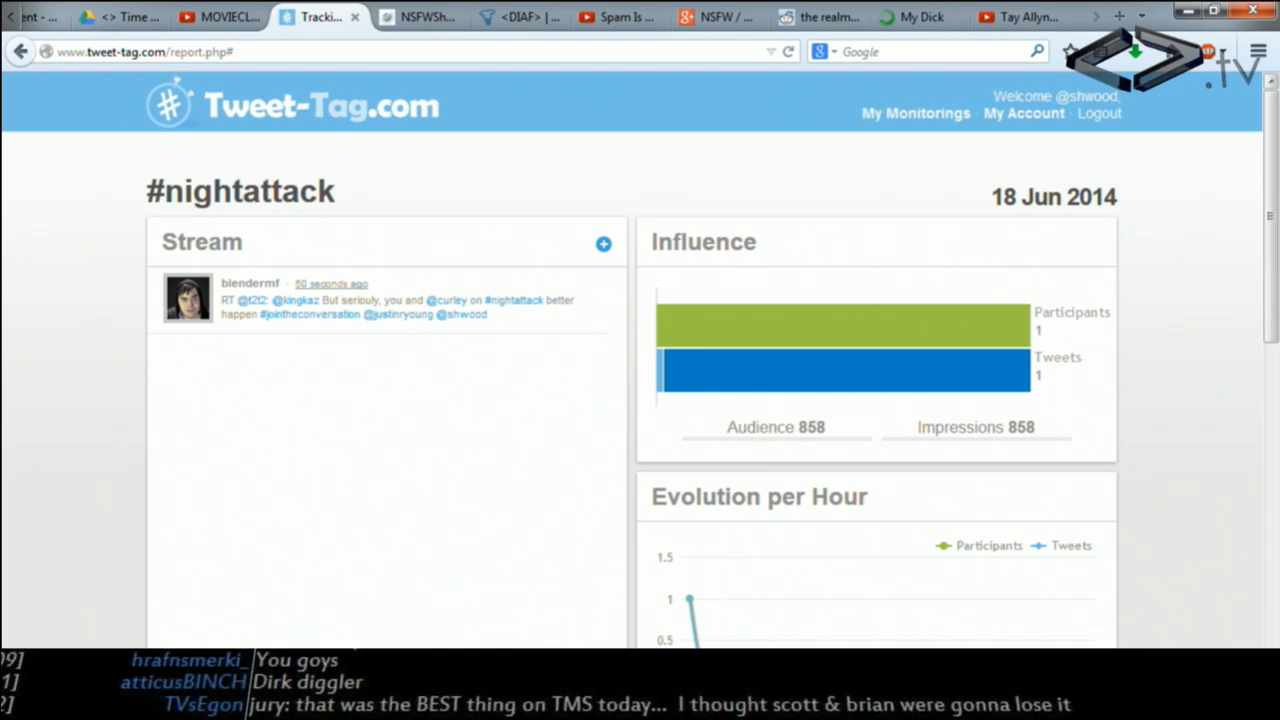 ent - ...
<> Time ...
MOVIECL...
Tracki...
NSFWSh...
<DIAF> | ...
Spam Is ...
NSFW / ...
the realm...
My Dick
Tay Allyn...
www.tweet-tag.com/report.php#
Google
ABP
.tv
# Tweet-Tag.com
Welcome @shwood,
My Monitorings · My Account · Logout
#nightattack
18 Jun 2014
Stream
blendermf · 50 seconds ago
RT @t2t2: @kingkaz But seriouly, you and @curley on #nightattack better
happen #jointheconversation @justinryoung @shwood
Influence
Participants
1
Tweets
1
Audience 858
Impressions 858
Evolution per Hour
Participants Tweets
1.5
1
0.5
09] hrafnsmerki_ You goys
1] atticusBINCH Dirk diggler
2] TVsEgon jury: that was the BEST thing on TMS today... I thought scott & brian were gonna lose it